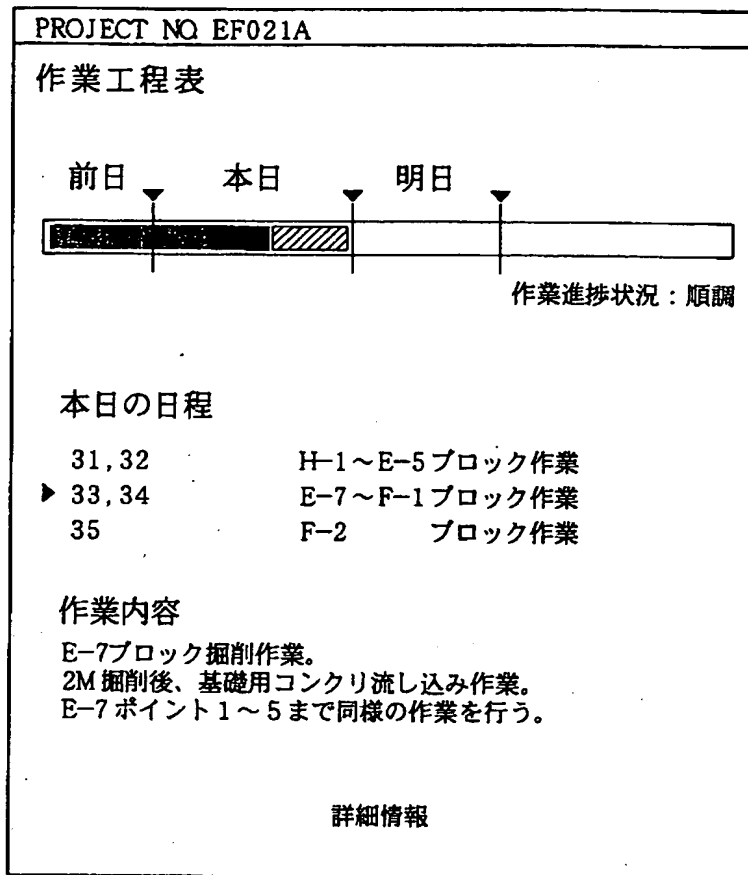 PROJECT NO. EF021A
作業工程表
前日 本日 明日
作業進捗状況：順調
本日の日程
31,32 H-1～E-5ブロック作業
33,34 E-7～F-1ブロック作業
35 F-2 ブロック作業
作業内容
E-7ブロック掘削作業。
2M掘削後、基礎用コンクリ流し込み作業。
E-7ポイント1～5まで同様の作業を行う。
詳細情報